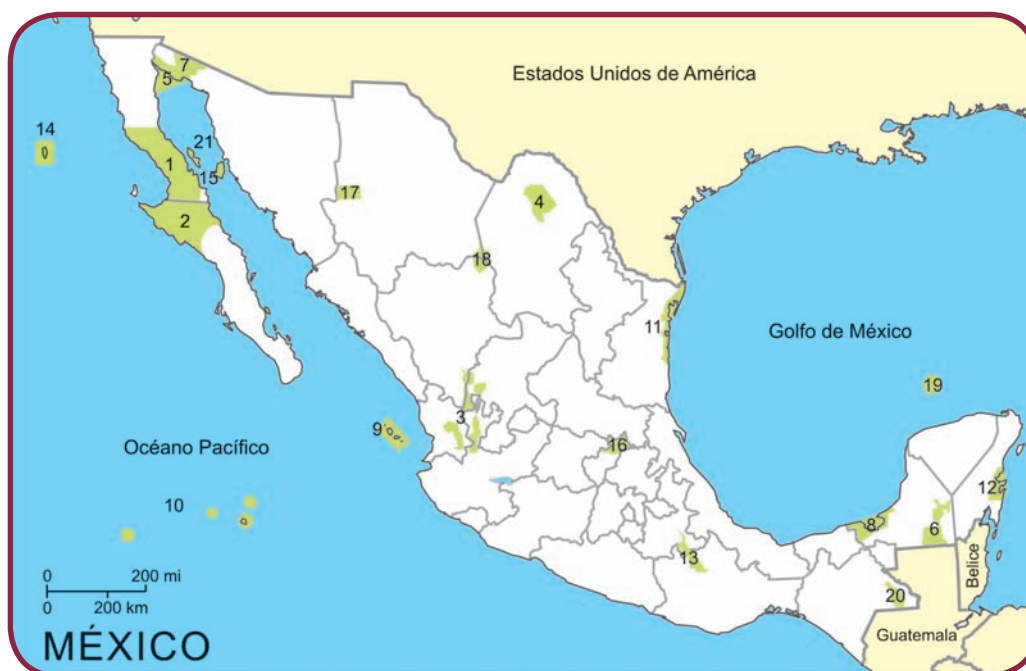 Estados Unidos de América
7
5
14
21
1
15
17
4
2
18
11
Golfo de México
19
3
9
16
Océano Pacífico
10
12
8
6
13
Belice
0 200 mi
0 200 km
20
Guatemala
MÉXICO